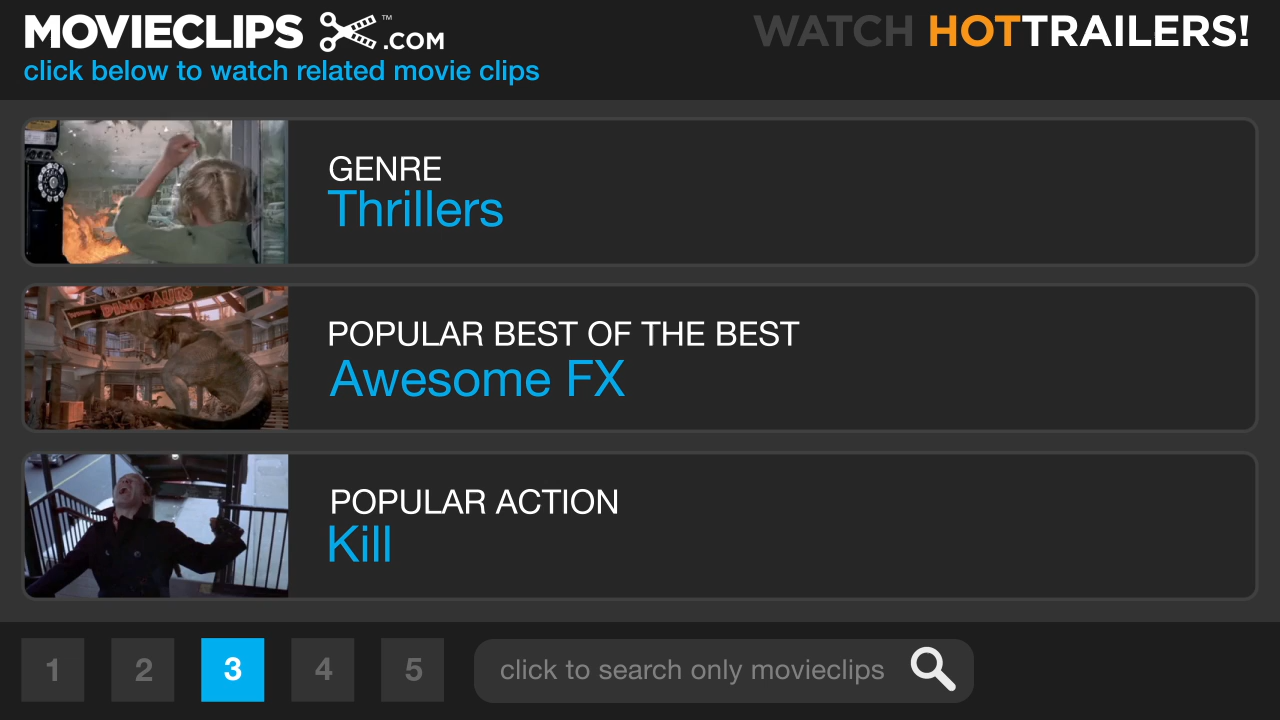 MOVIECLIPS ™ .COM
WATCH HOTTRAILERS!
click below to watch related movie clips
GENRE
Thrillers
DINOSAURS
POPULAR BEST OF THE BEST
Awesome FX
POPULAR ACTION
Kill
1 2 3 4 5
click to search only movieclips